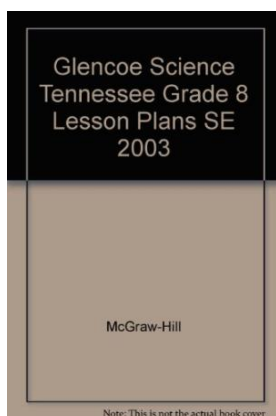 Glencoe Science
Tennessee Grade 8
Lesson Plans SE
2003
McGraw-Hill
Note: This is not the actual book cover